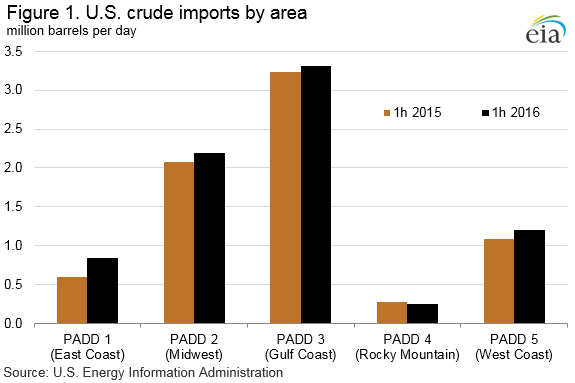 Figure 1. U.S. crude imports by area
million barrels per day
eia
3.5
3.0
2.5
2.0
1.5
1.0
0.5
0.0
1h 2015
1h 2016
PADD 1
(East Coast)
PADD 2
(Midwest)
PADD 3
(Gulf Coast)
PADD 4
(Rocky Mountain)
PADD 5
(West Coast)
Source: U.S. Energy Information Administration